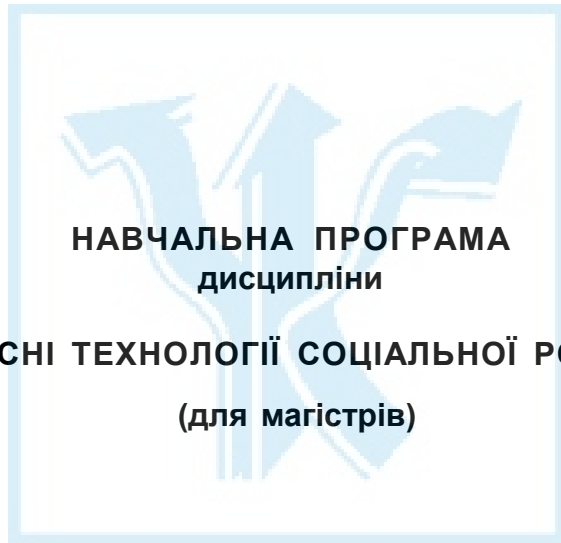 НАВЧАЛЬНА ПРОГРАМА
дисципліни
СНІ ТЕХНОЛОГІЇ СОЦІАЛЬНОЇ
(для магістрів)